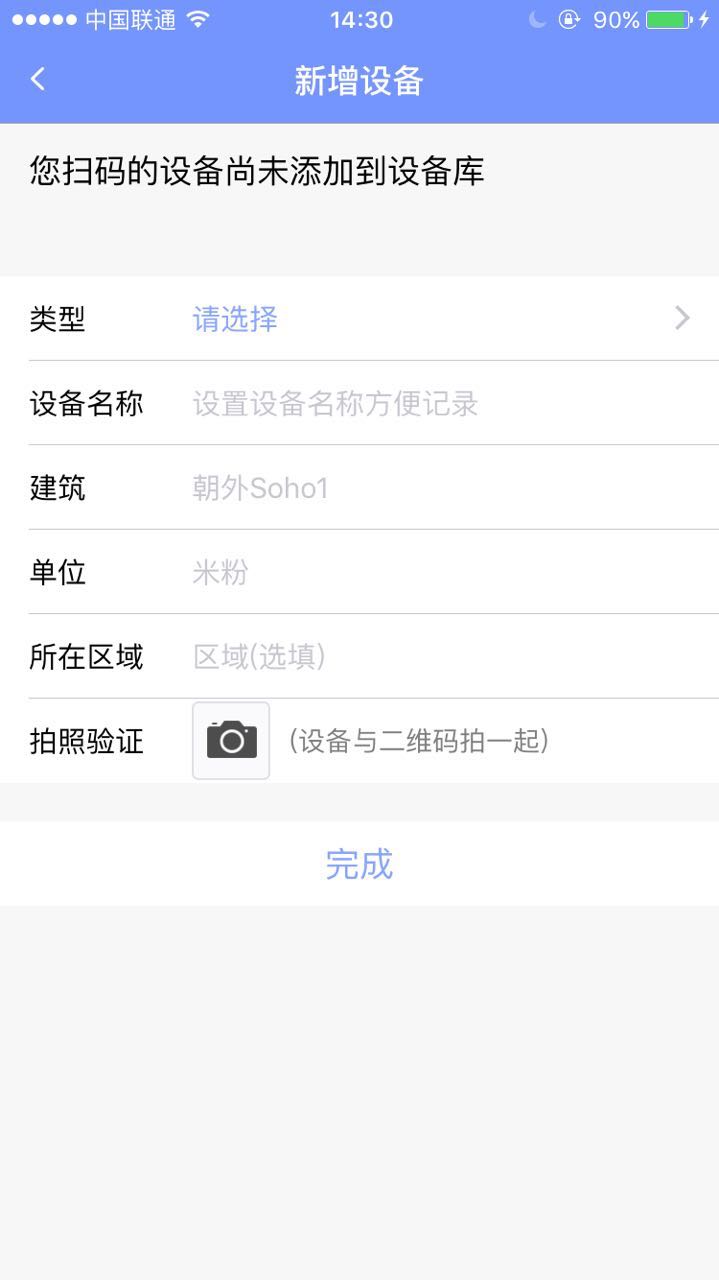 中国联通 14:30 90%
新增设备
您扫码的设备尚未添加到设备库
类型 请选择
设备名称 设置设备名称方便记录
建筑 朝外Soho1
单位 米粉
所在区域 区域(选填)
拍照验证 (设备与二维码拍一起)
完成